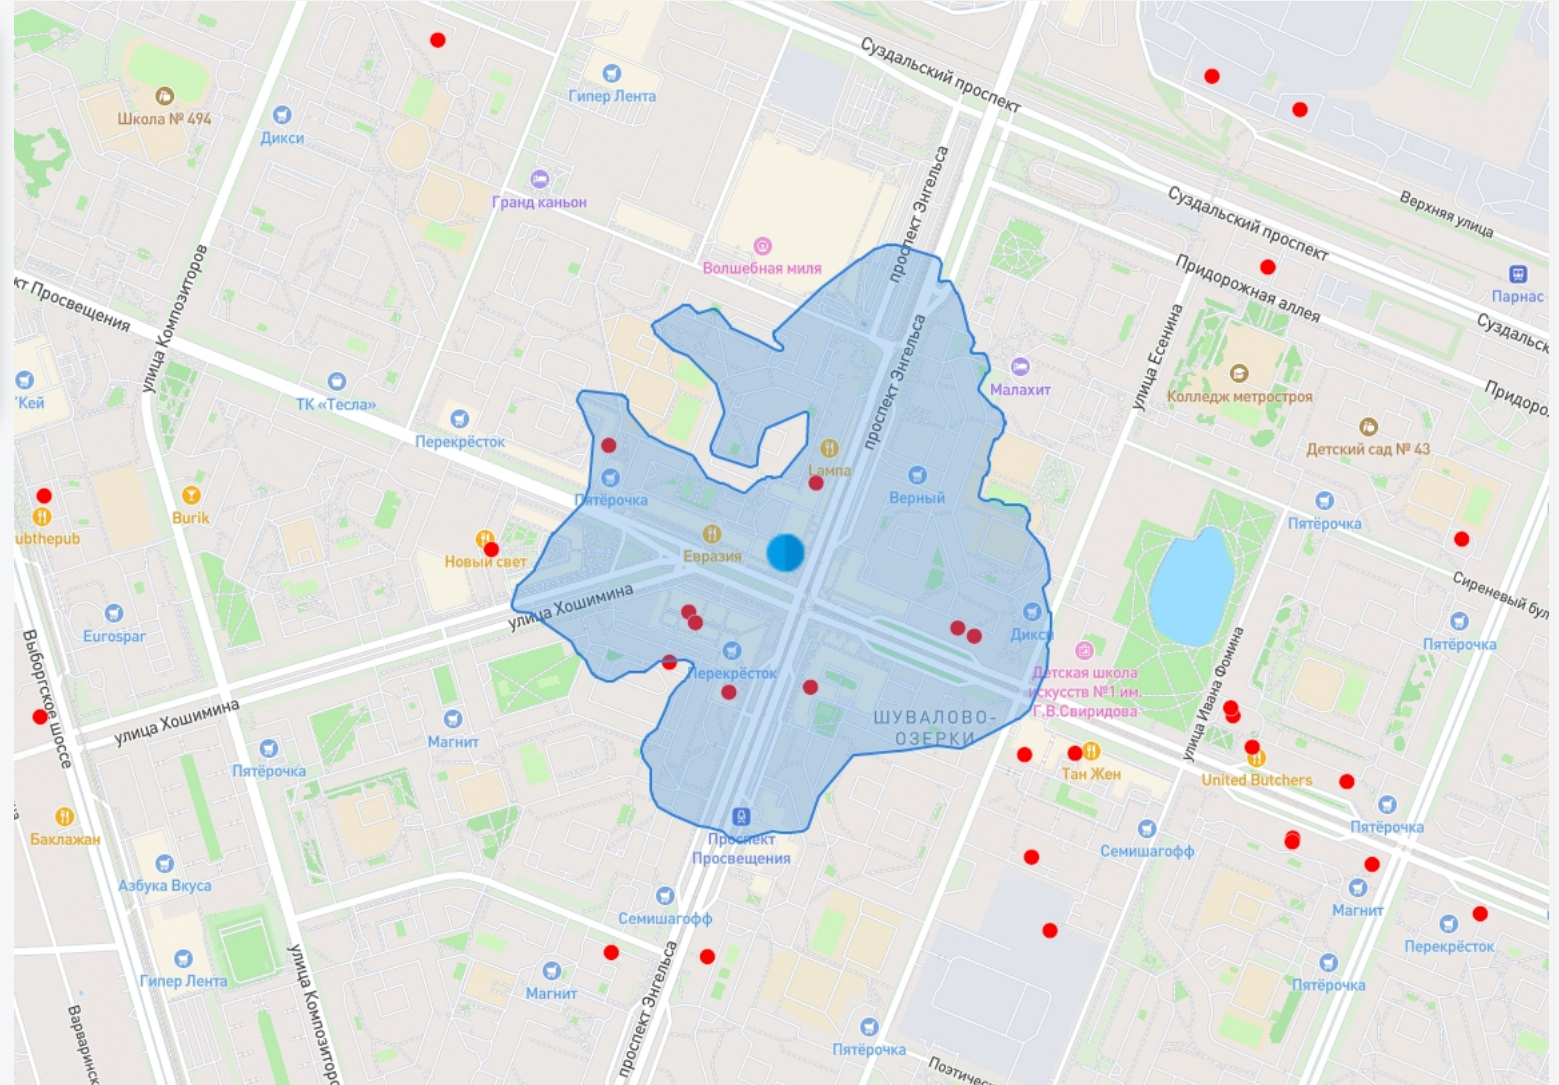 Суздальский проспект
Гипер Лента
Школа № 494
Дикси
проспект Энгельса
Гранд каньон
Верхняя улица
Суздальский проспект
Волшебная миля
Придорожная аллея
Парнас
улица Композиторов
кт Просвещения
Суздальск
проспект Энгельса
улица Есенина
Малахит
'Кей
ТК «Тесла»
Колледж метростроя
Придорож
Перекрёсток
Детский сад № 43
Lampa
Верный
Пятёрочка
Burik
Пятёрочка
ubthepub
Новый свет
Евразия
улица Хошимина
Сиреневый бул
Eurospar
Дикси
Пятёрочка
Выборгское шоссе
Перекрёсток
Детская школа
искусств №1 им.
Г.В.Свиридова
улица Ивана Фомина
улица Хошимина
ШУВАЛОВО-
ОЗЕРКИ
Магнит
Пятёрочка
Тан Жен
United Butchers
Баклажан
Проспект
Просвещения
Семишагофф
Пятёрочка
Азбука Вкуса
Семишагофф
Магнит
Перекрёсток
Гипер Лента
Магнит
Пятёрочка
улица Композиторо
проспект Энгельса
Варваринск
Пятёрочка
Поэтическ